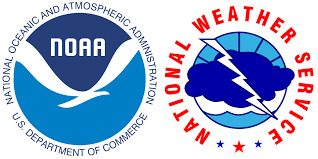 NATIONAL OCEANIC AND ATMOSPHERIC ADMINISTRATION
NOAA
U.S. DEPARTMENT OF COMMERCE
NATIONAL WEATHER SERVICE